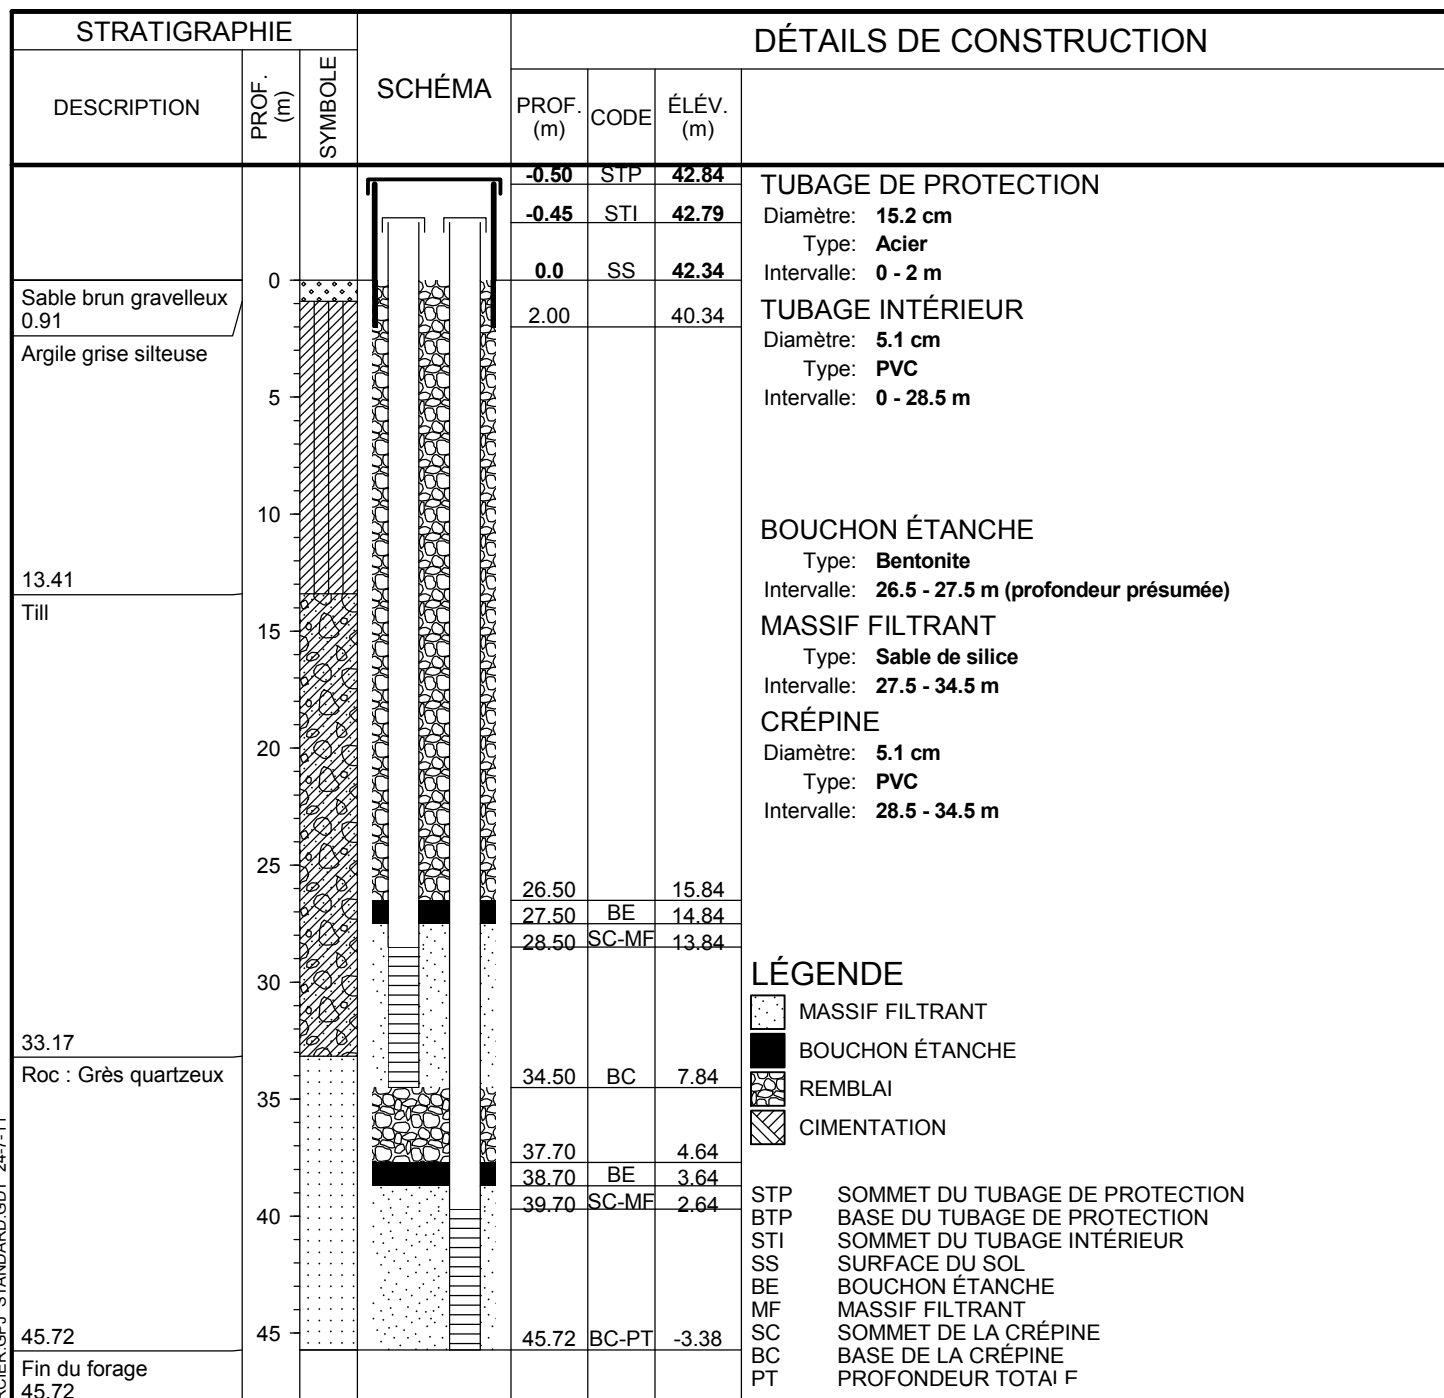 STRATIGRAPHIE
SCHÉMA
DÉTAILS DE CONSTRUCTION
DESCRIPTION
PROF. (m)
SYMBOLE
PROF. (m)
CODE
ÉLÉV. (m)
-0.50 STP 42.84
-0.45 STI 42.79
0.0 SS 42.34
2.00 40.34
26.50 15.84
27.50 BE 14.84
28.50 SC-MF 13.84
34.50 BC 7.84
37.70 4.64
38.70 BE 3.64
39.70 SC-MF 2.64
45.72 BC-PT -3.38
Sable brun gravelleux
0.91
Argile grise silteuse
13.41
Till
33.17
Roc : Grès quartzeux
45.72
Fin du forage
45.72
0
5
10
15
20
25
30
35
40
45
TUBAGE DE PROTECTION
Diamètre: 15.2 cm
Type: Acier
Intervalle: 0 - 2 m
TUBAGE INTÉRIEUR
Diamètre: 5.1 cm
Type: PVC
Intervalle: 0 - 28.5 m
BOUCHON ÉTANCHE
Type: Bentonite
Intervalle: 26.5 - 27.5 m (profondeur présumée)
MASSIF FILTRANT
Type: Sable de silice
Intervalle: 27.5 - 34.5 m
CRÉPINE
Diamètre: 5.1 cm
Type: PVC
Intervalle: 28.5 - 34.5 m
LÉGENDE
MASSIF FILTRANT
BOUCHON ÉTANCHE
REMBLAI
CIMENTATION
STP SOMMET DU TUBAGE DE PROTECTION
BTP BASE DU TUBAGE DE PROTECTION
STI SOMMET DU TUBAGE INTÉRIEUR
SS SURFACE DU SOL
BE BOUCHON ÉTANCHE
MF MASSIF FILTRANT
SC SOMMET DE LA CRÉPINE
BC BASE DE LA CRÉPINE
PT PROFONDEUR TOTALE
STANDARD.GDT